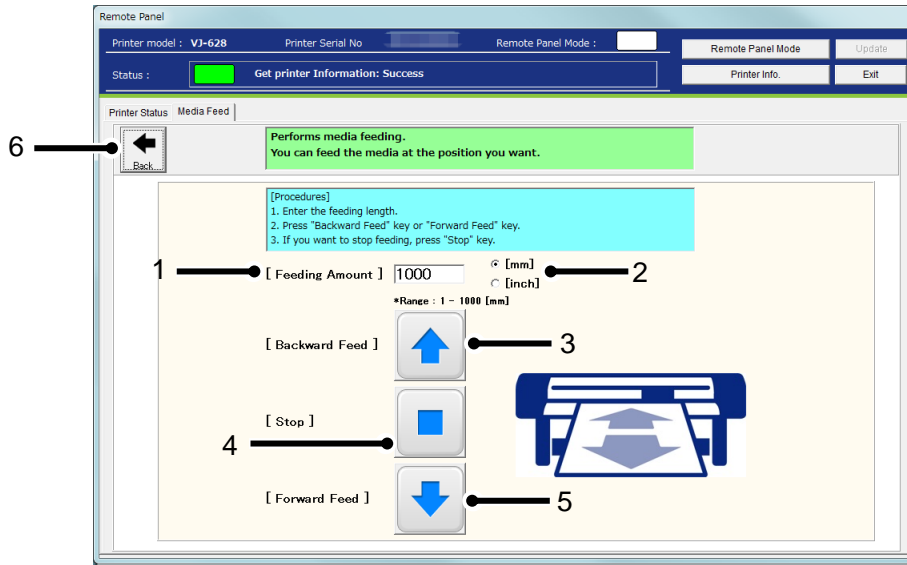 Remote Panel
Printer model : VJ-628 Printer Serial No Remote Panel Mode :
Remote Panel Mode Update
Status : Get printer Information: Success
Printer Info. Exit
Printer Status Media Feed
6
Back
Performs media feeding.
You can feed the media at the position you want.
[Procedures]
1. Enter the feeding length.
2. Press "Backward Feed" key or "Forward Feed" key.
3. If you want to stop feeding, press "Stop" key.
1 [ Feeding Amount ] 1000 [mm] 2
[inch]
*Range : 1 - 1000 [mm]
[ Backward Feed ] 3
[ Stop ]
4
[ Forward Feed ] 5